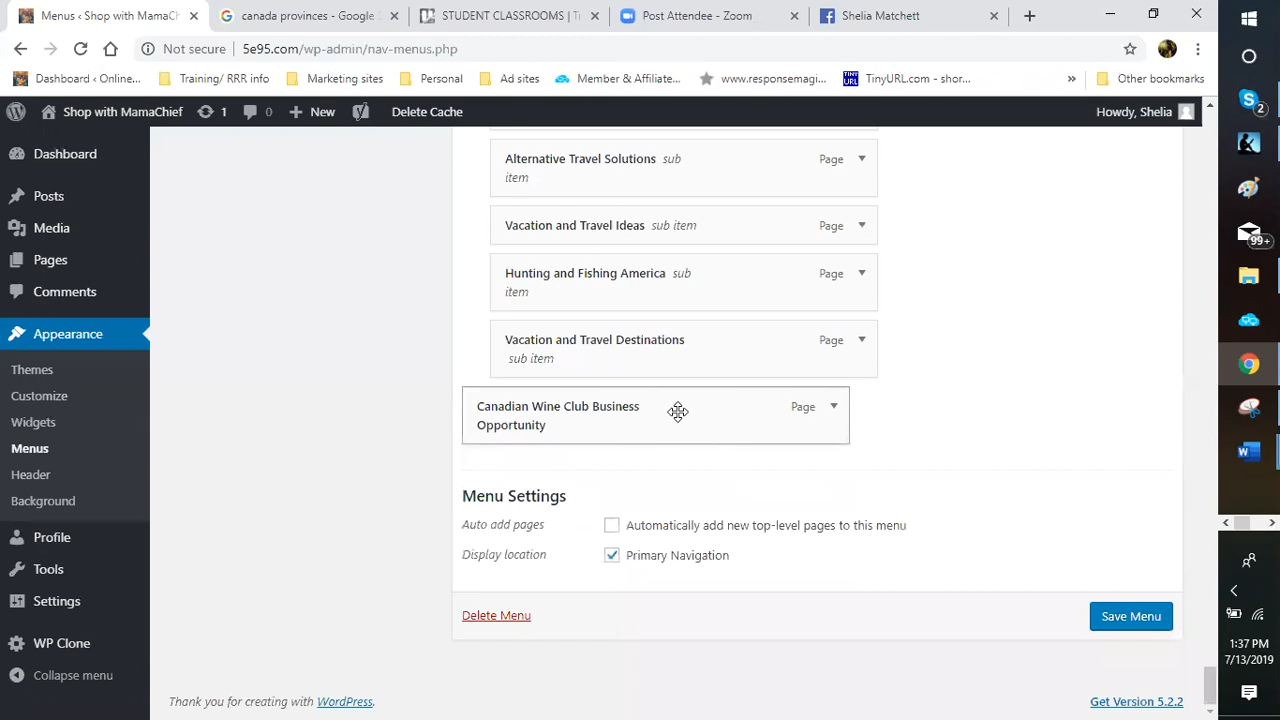 Menus ‹ Shop with MamaCh
canada provinces - Google S
STUDENT CLASSROOMS | T
Post Attendee - Zoom
Shelia Matchett
Not secure
5e95.com/wp-admin/nav-menus.php
Dashboard ‹ Online...
Training/ RRR info
Marketing sites
Personal
Ad sites
Member & Affiliate...
www.responsemagi...
TINY
URL
TinyURL.com - shor...
»
Other bookmarks
Shop with MamaChief
1
0
New
Delete Cache
Howdy, Shelia
Dashboard
Posts
Media
Pages
Comments
Appearance
Themes
Customize
Widgets
Menus
Header
Background
Profile
Tools
Settings
WP Clone
Collapse menu
Alternative Travel Solutions sub
item
Page
Vacation and Travel Ideas sub item
Page
Hunting and Fishing America sub
item
Page
Vacation and Travel Destinations
sub item
Page
Canadian Wine Club Business
Opportunity
Page
Menu Settings
Auto add pages
Automatically add new top-level pages to this menu
Display location
Primary Navigation
Delete Menu
Save Menu
Thank you for creating with WordPress.
Get Version 5.2.2
2
99+
1:37 PM
7/13/2019